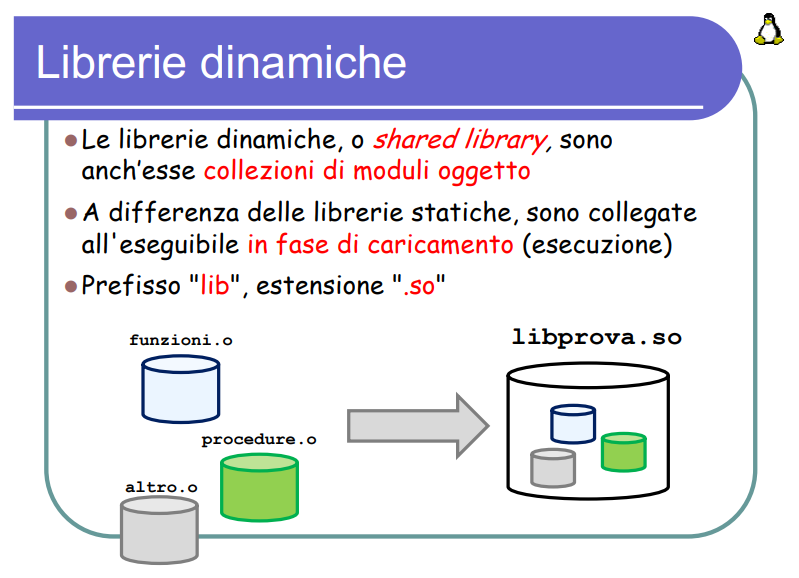 Librerie dinamiche
Le librerie dinamiche, o shared library, sono
anch’esse collezioni di moduli oggetto
A differenza delle librerie statiche, sono collegate
all'eseguibile in fase di caricamento (esecuzione)
Prefisso "lib", estensione ".so"
funzioni.o
libprova.so
procedure.o
altro.o